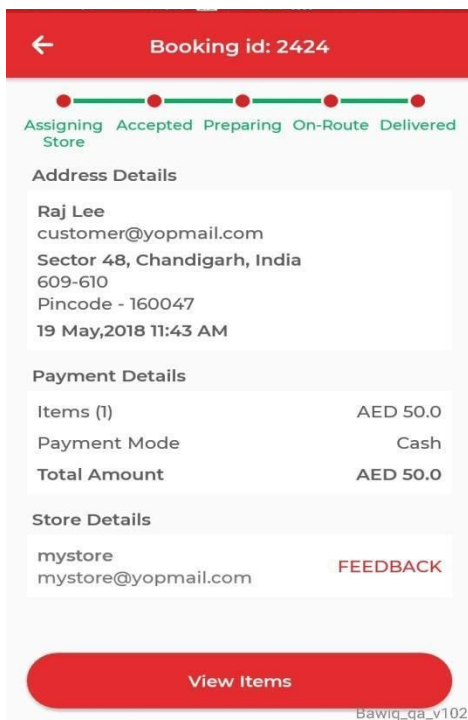 Booking id: 2424
Assigning Store
Accepted
Preparing
On-Route
Delivered
Address Details
Raj Lee
customer@yopmail.com
Sector 48, Chandigarh, India
609-610
Pincode - 160047
19 May,2018 11:43 AM
Payment Details
Items (1) AED 50.0
Payment Mode Cash
Total Amount AED 50.0
Store Details
mystore
mystore@yopmail.com
FEEDBACK
View Items
Bawiq_qa_v102